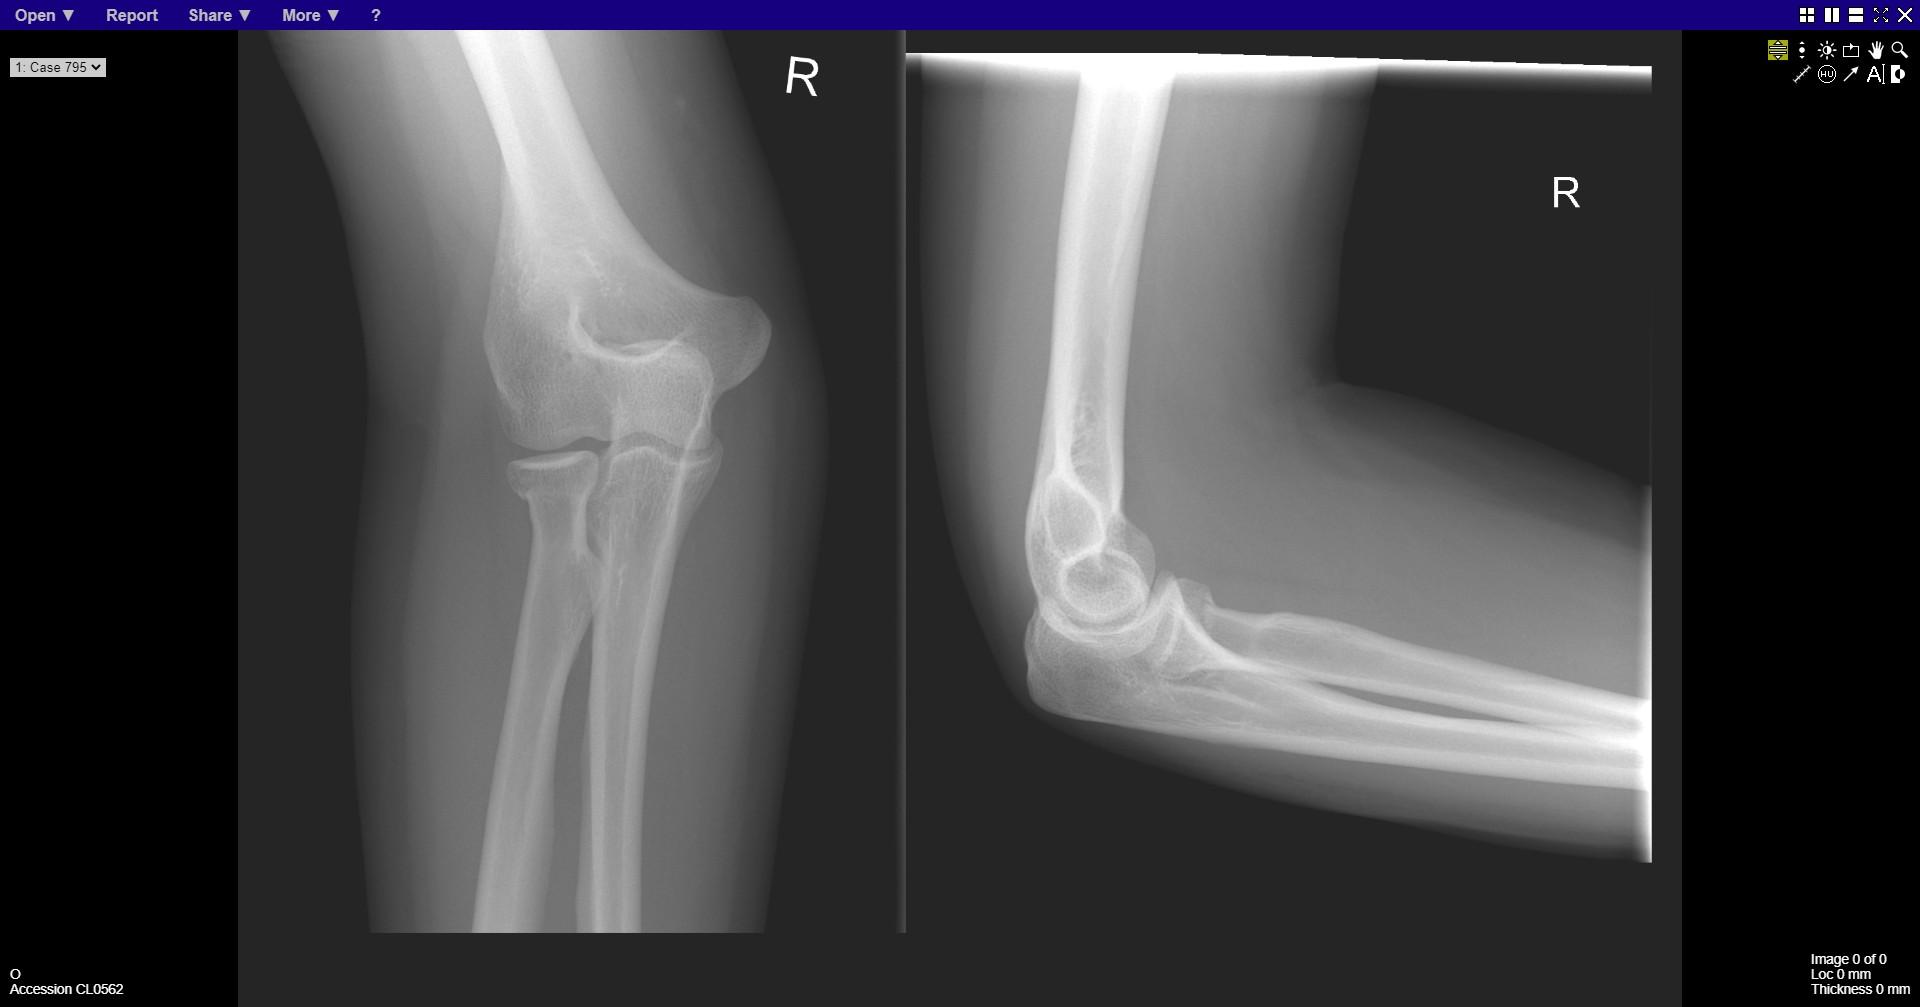 Open ▼ Report Share ▼ More ▼ ?
1: Case 795
R
R
HU
A
O
Accession CL0562
Image 0 of 0
Loc 0 mm
Thickness 0 mm